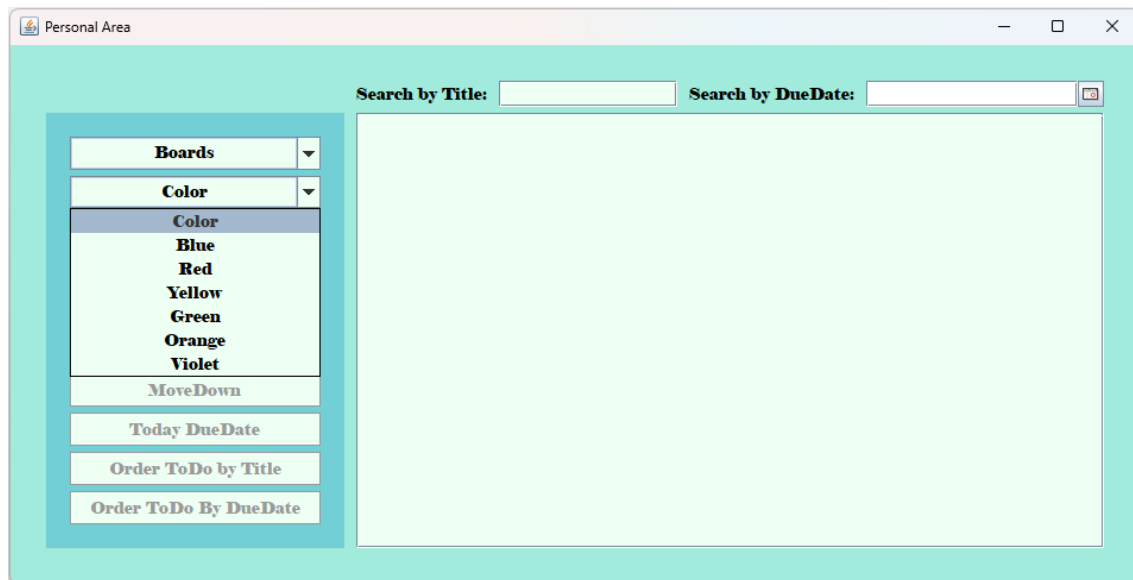 Personal Area
Search by Title: Search by DueDate:
Boards
Color
Color
Blue
Red
Yellow
Green
Orange
Violet
MoveDown
Today DueDate
Order ToDo by Title
Order ToDo By DueDate